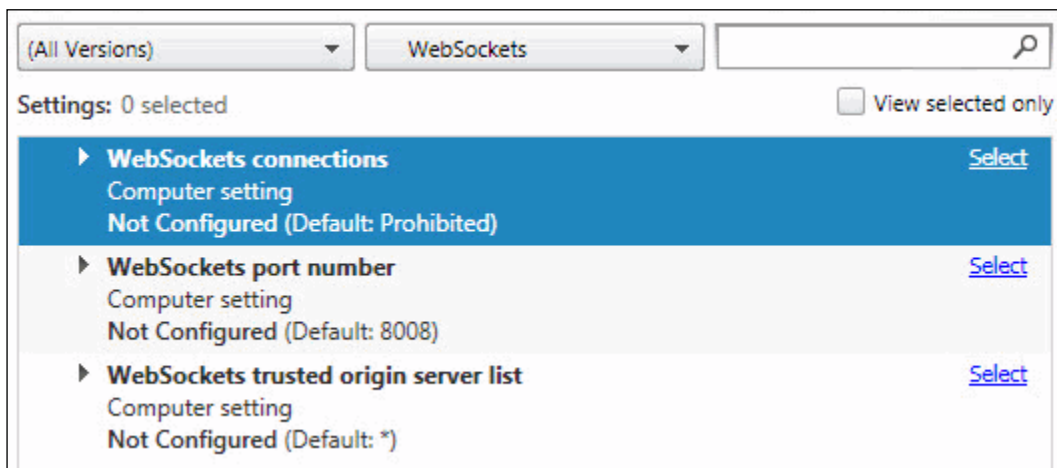 (All Versions) WebSockets
Settings: 0 selected View selected only
WebSockets connections Select
Computer setting
Not Configured (Default: Prohibited)
WebSockets port number Select
Computer setting
Not Configured (Default: 8008)
WebSockets trusted origin server list Select
Computer setting
Not Configured (Default: *)